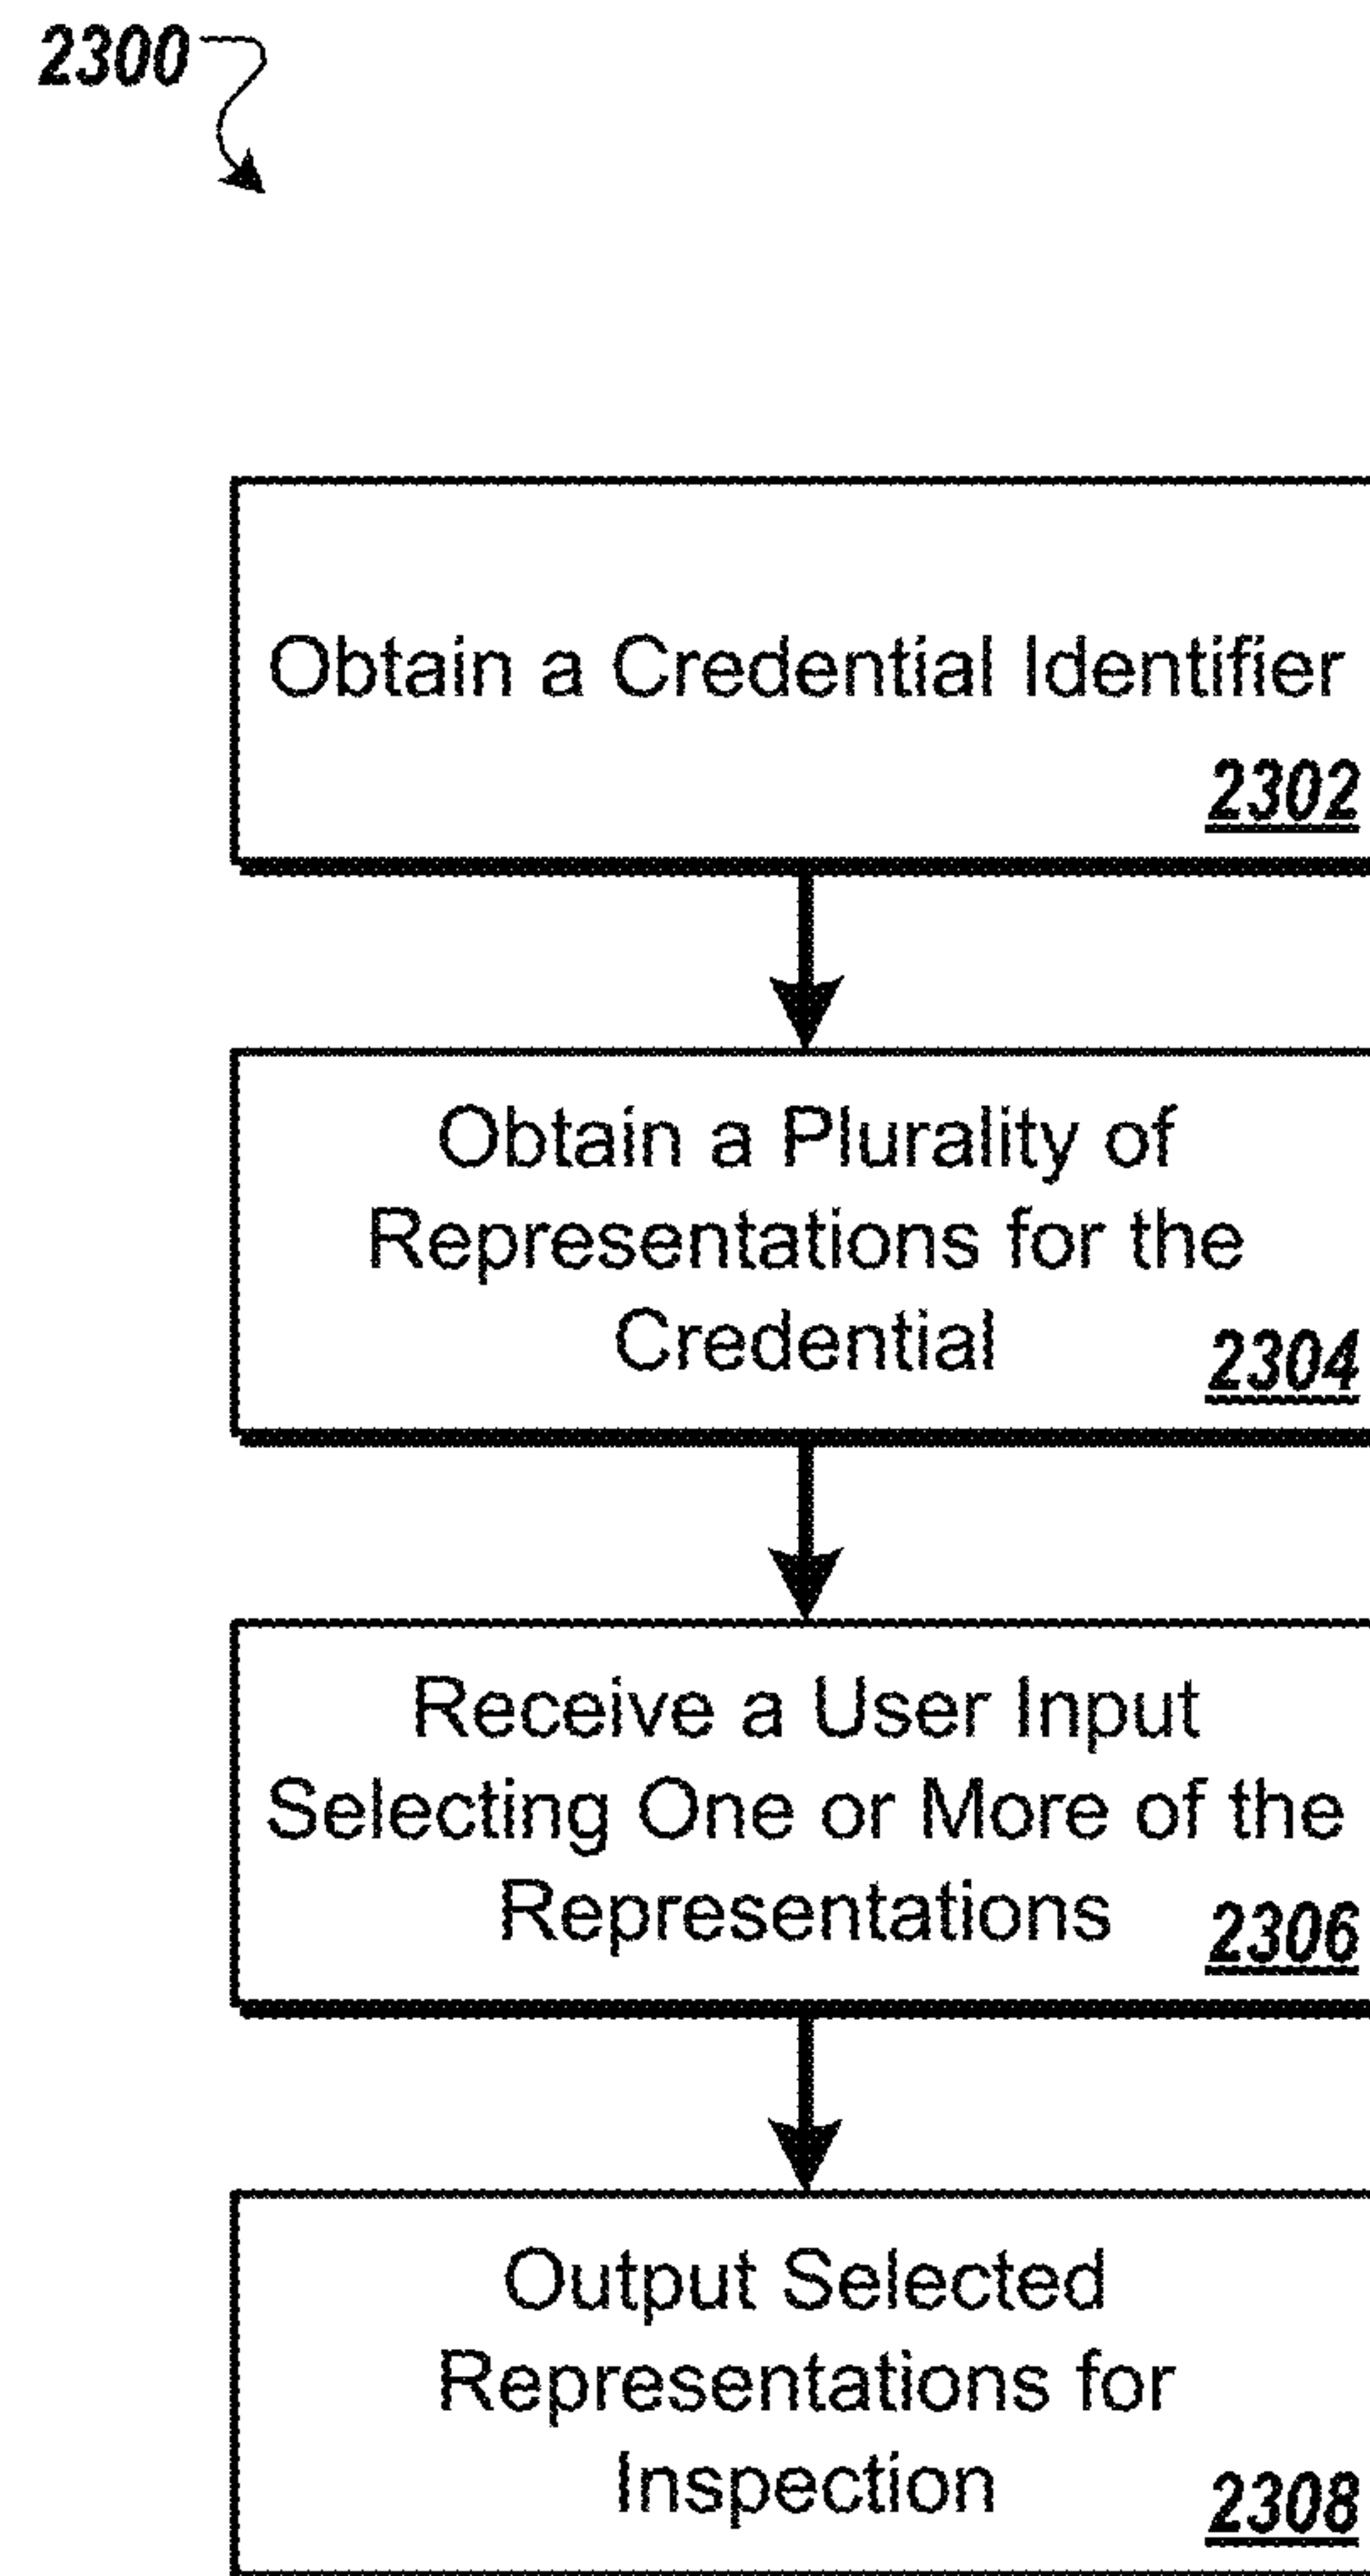 2300
Obtain a Credential Identifier
2302
Obtain a Plurality of
Representations for the
Credential
2304
Receive a User Input
Selecting One or More of the
Representations
2306
Output Selected
Representations for
Inspection
2308